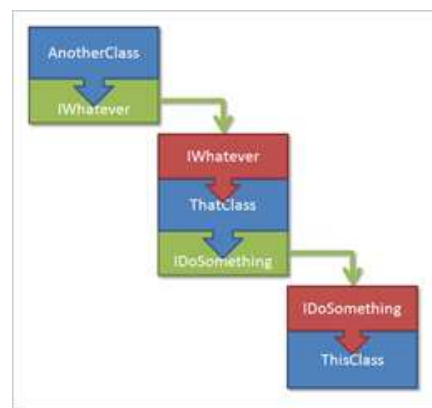 AnotherClass
IWhatever
IWhatever
ThatClass
IDoSomething
IDoSomething
ThisClass